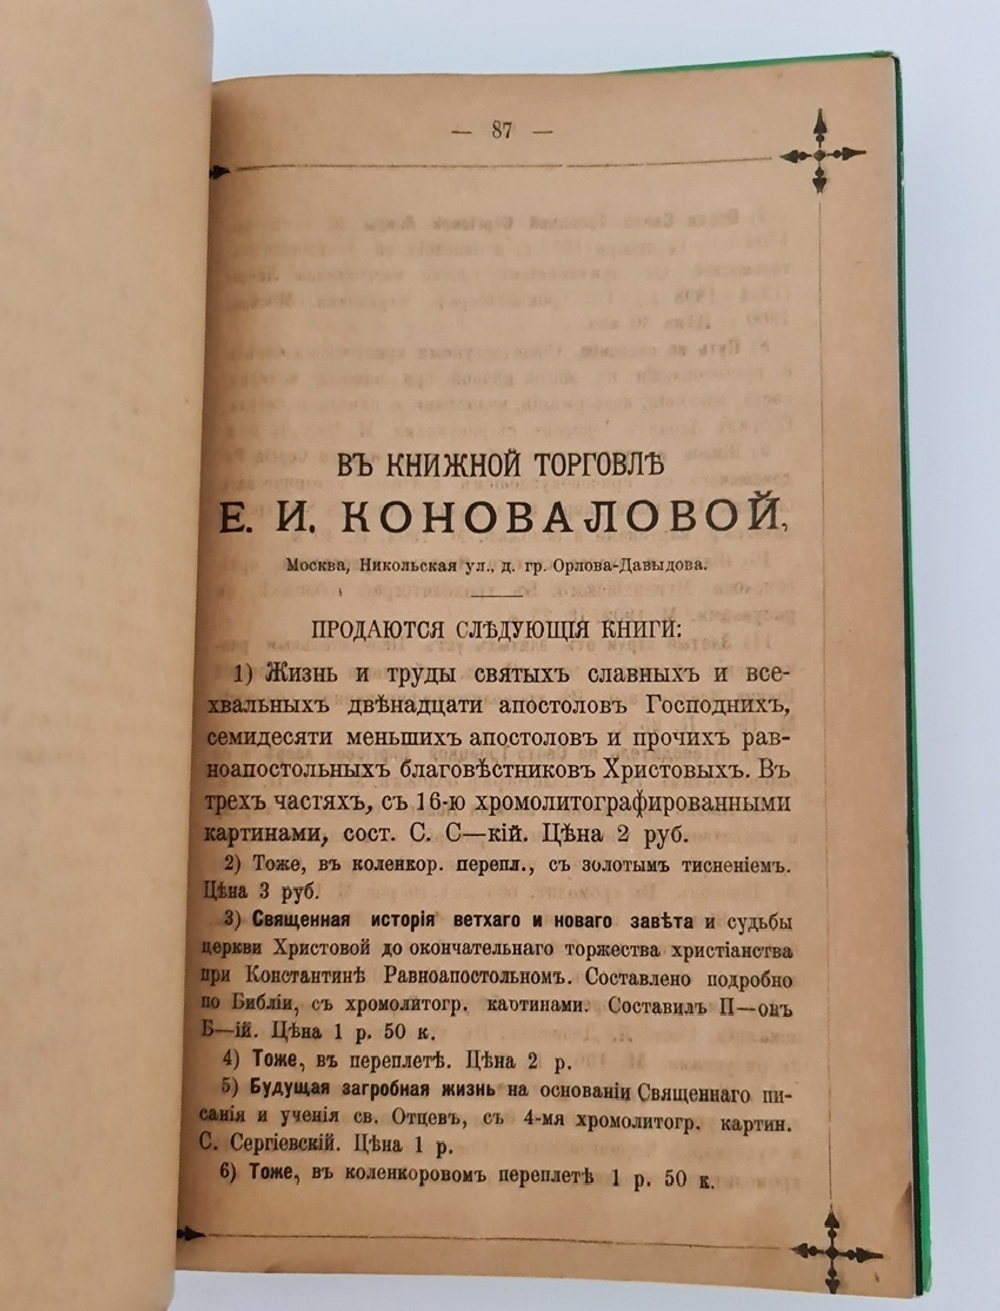 — 87 —
ВЪ КНИЖНОЙ ТОРГОВЛѢ
Е. И. КОНОВАЛОВОЙ,
Москва, Никольская ул., д. гр. Орлова-Давыдова.
ПРОДАЮТСЯ СЛѢДУЮЩІЯ КНИГИ:
1) Жизнь и труды святыхъ славныхъ и все-
хвальныхъ двѣнадцати апостоловъ Господнихъ,
семидесяти меньшихъ апостоловъ и прочихъ рав-
ноапостольныхъ благовѣстниковъ Христовыхъ. Въ
трехъ частяхъ, съ 16-ю хромолитографированными
картинами, сост. С. С—кій. Цѣна 2 руб.
2) Тоже, въ коленкор. перепл., съ золотымъ тисненіемъ.
Цѣна 3 руб.
3) Священная исторія ветхаго и новаго завѣта и судьбы
церкви Христовой до окончательнаго торжества христіанства
при Константинѣ Равноапостольномъ. Составлено подробно
по Библіи, съ хромолитогр. картинами. Составилъ П—онъ
Б—ій. Цѣна 1 р. 50 к.
4) Тоже, въ переплетѣ. Цѣна 2 р.
5) Будущая загробная жизнь на основаніи Священнаго пи-
санія и ученія св. Отцевъ, съ 4-мя хромолитогр. картин.
С. Сергіевскій. Цѣна 1 р.
6) Тоже, въ коленкоровомъ переплетѣ 1 р. 50 к.